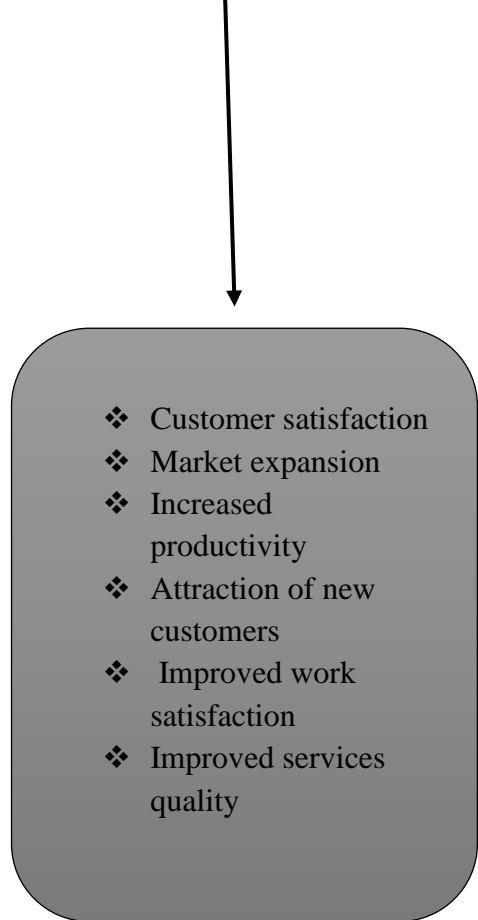 ❖ Customer satisfaction
❖ Market expansion
❖ Increased
productivity
❖ Attraction of new
customers
❖ Improved work
satisfaction
❖ Improved services
quality